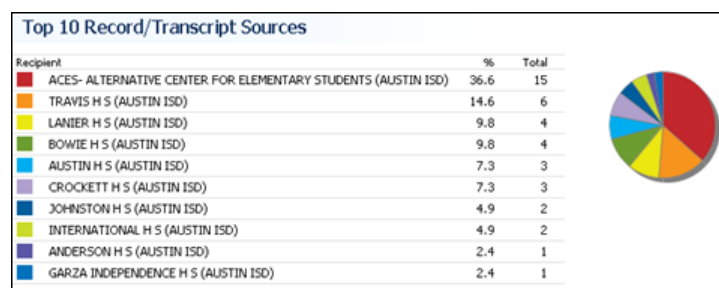 Top 10 Record/Transcript Sources
Recipient % Total
ACES- ALTERNATIVE CENTER FOR ELEMENTARY STUDENTS (AUSTIN ISD) 36.6 15
TRAVIS H S (AUSTIN ISD) 14.6 6
LANIER H S (AUSTIN ISD) 9.8 4
BOWIE H S (AUSTIN ISD) 9.8 4
AUSTIN H S (AUSTIN ISD) 7.3 3
CROCKETT H S (AUSTIN ISD) 7.3 3
JOHNSTON H S (AUSTIN ISD) 4.9 2
INTERNATIONAL H S (AUSTIN ISD) 4.9 2
ANDERSON H S (AUSTIN ISD) 2.4 1
GARZA INDEPENDENCE H S (AUSTIN ISD) 2.4 1